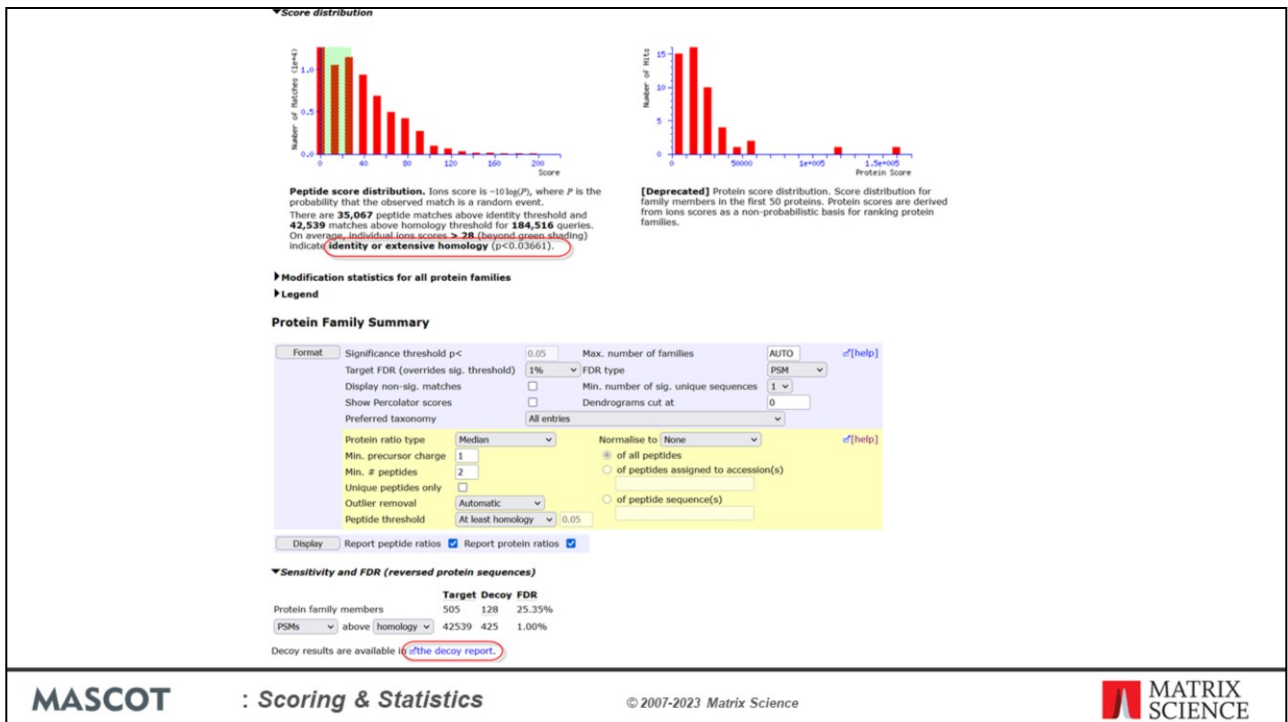 ▼Score distribution
Number of Matches (1e+4)
1.0
0.5
0.0
0 40 80 120 160 200
Score
Number of Hits
15
10
5
0
0 50000 1e+005 1.5e+005
Protein Score
Peptide score distribution. Ions score is -10log(P), where P is the
probability that the observed match is a random event.
There are 35,067 peptide matches above identity threshold and
42,539 matches above homology threshold for 184,516 queries.
On average, individual ions scores > 28 (beyond green shading)
indicate identity or extensive homology (p<0.03661).
[Deprecated] Protein score distribution. Score distribution for
family members in the first 50 proteins. Protein scores are derived
from ions scores as a non-probabilistic basis for ranking protein
families.
▶Modification statistics for all protein families
▶Legend
Protein Family Summary
Format Significance threshold p< 0.05 Max. number of families AUTO [help]
Target FDR (overrides sig. threshold) 1% FDR type PSM
Display non-sig. matches Min. number of sig. unique sequences 1
Show Percolator scores Dendrograms cut at 0
Preferred taxonomy All entries
Protein ratio type Median Normalise to None [help]
Min. precursor charge 1 of all peptides
Min. # peptides 2 of peptides assigned to accession(s)
Unique peptides only
Outlier removal Automatic of peptide sequence(s)
Peptide threshold At least homology 0.05
Display Report peptide ratios Report protein ratios
▼Sensitivity and FDR (reversed protein sequences)
Target Decoy FDR
Protein family members 505 128 25.35%
PSMs above homology 42539 425 1.00%
Decoy results are available in the decoy report.
MASCOT : Scoring & Statistics © 2007-2023 Matrix Science MATRIX
SCIENCE